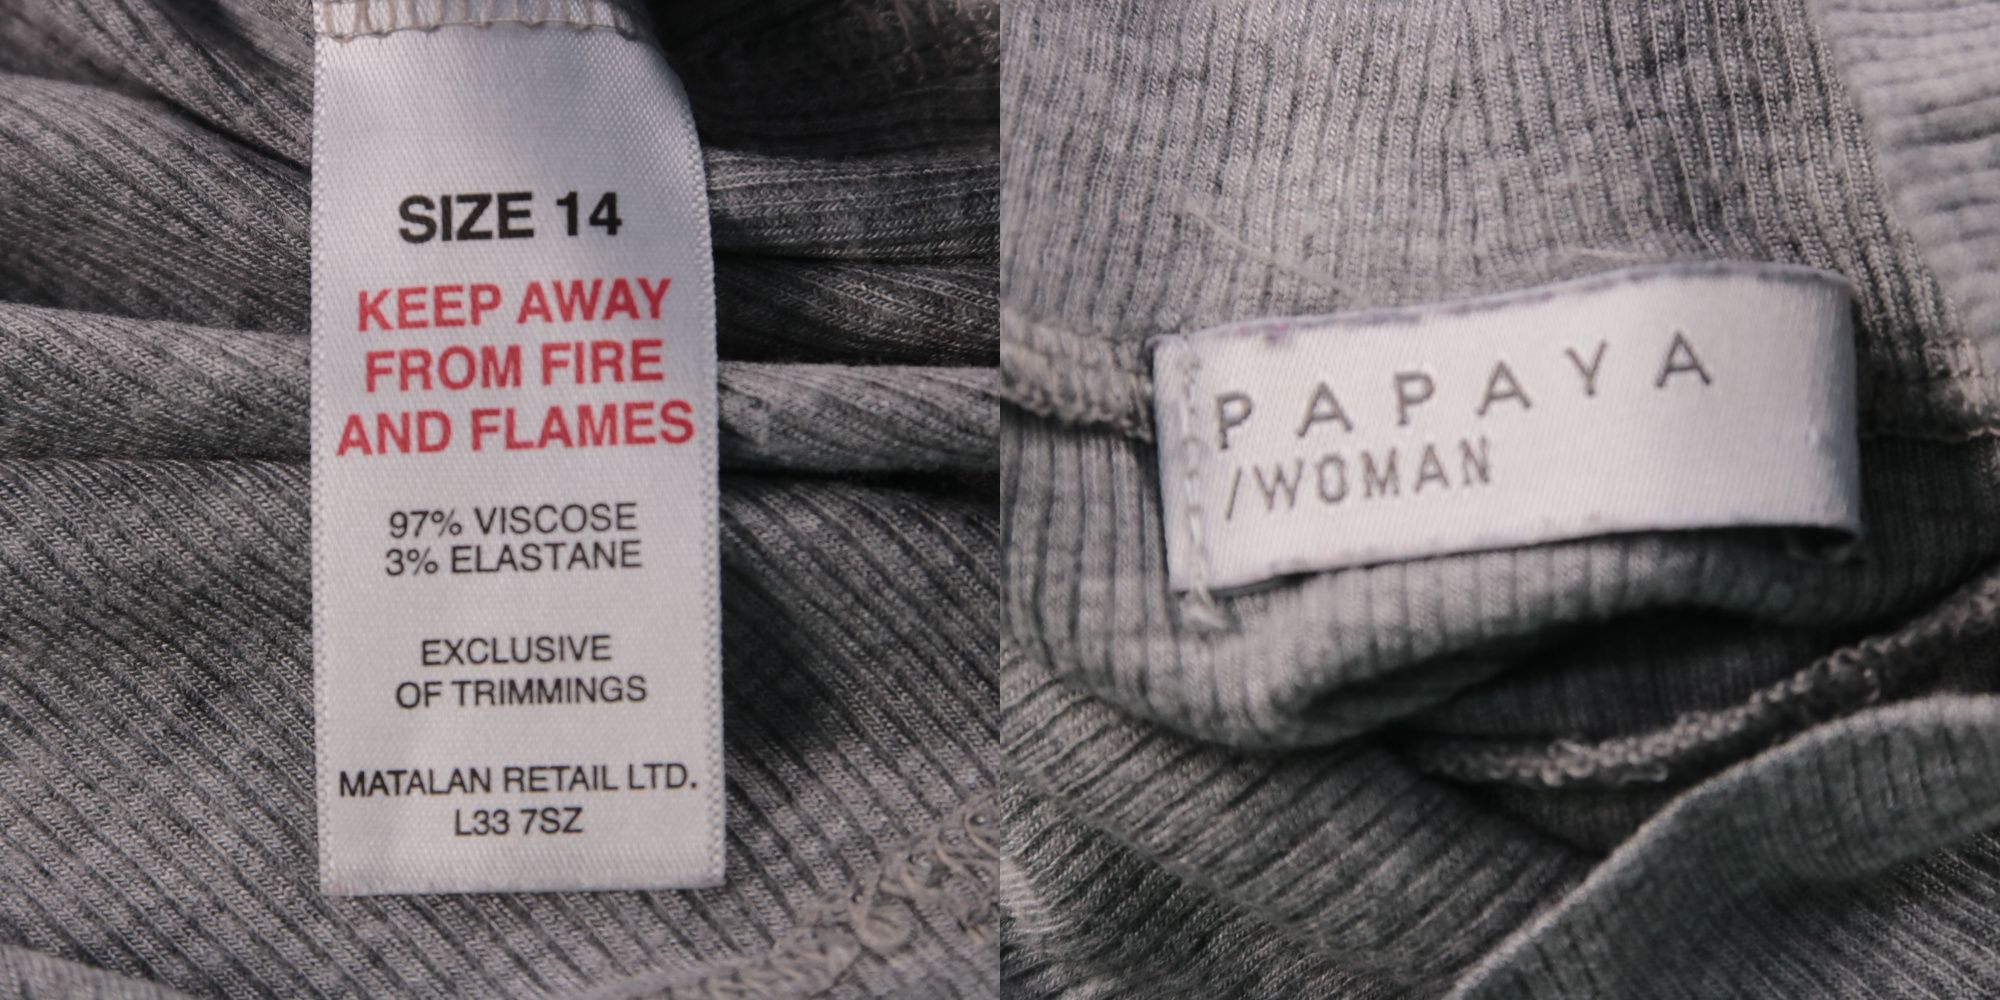 SIZE 14
KEEP AWAY
FROM FIRE
AND FLAMES
97% VISCOSE
3% ELASTANE
EXCLUSIVE
OF TRIMMINGS
MATALAN RETAIL LTD.
L33 7SZ
PAPAYA
/WOMAN